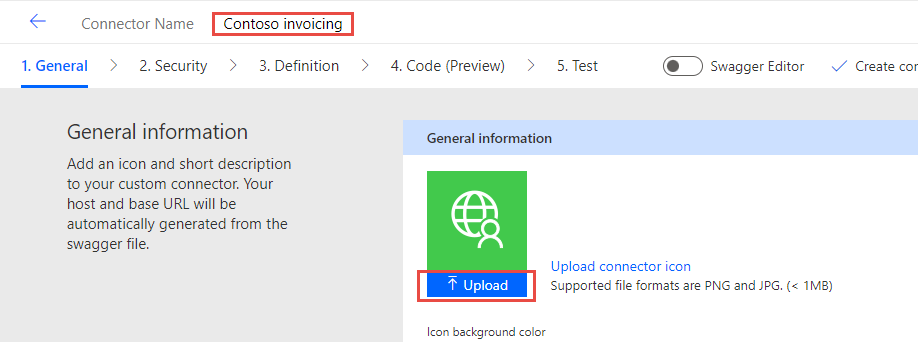 Connector Name Contoso invoicing
1. General 2. Security 3. Definition 4. Code (Preview) 5. Test Swagger Editor Create con
General information
Add an icon and short description
to your custom connector. Your
host and base URL will be
automatically generated from the
swagger file.
General information
Upload
Upload connector icon
Supported file formats are PNG and JPG. (< 1MB)
Icon background color